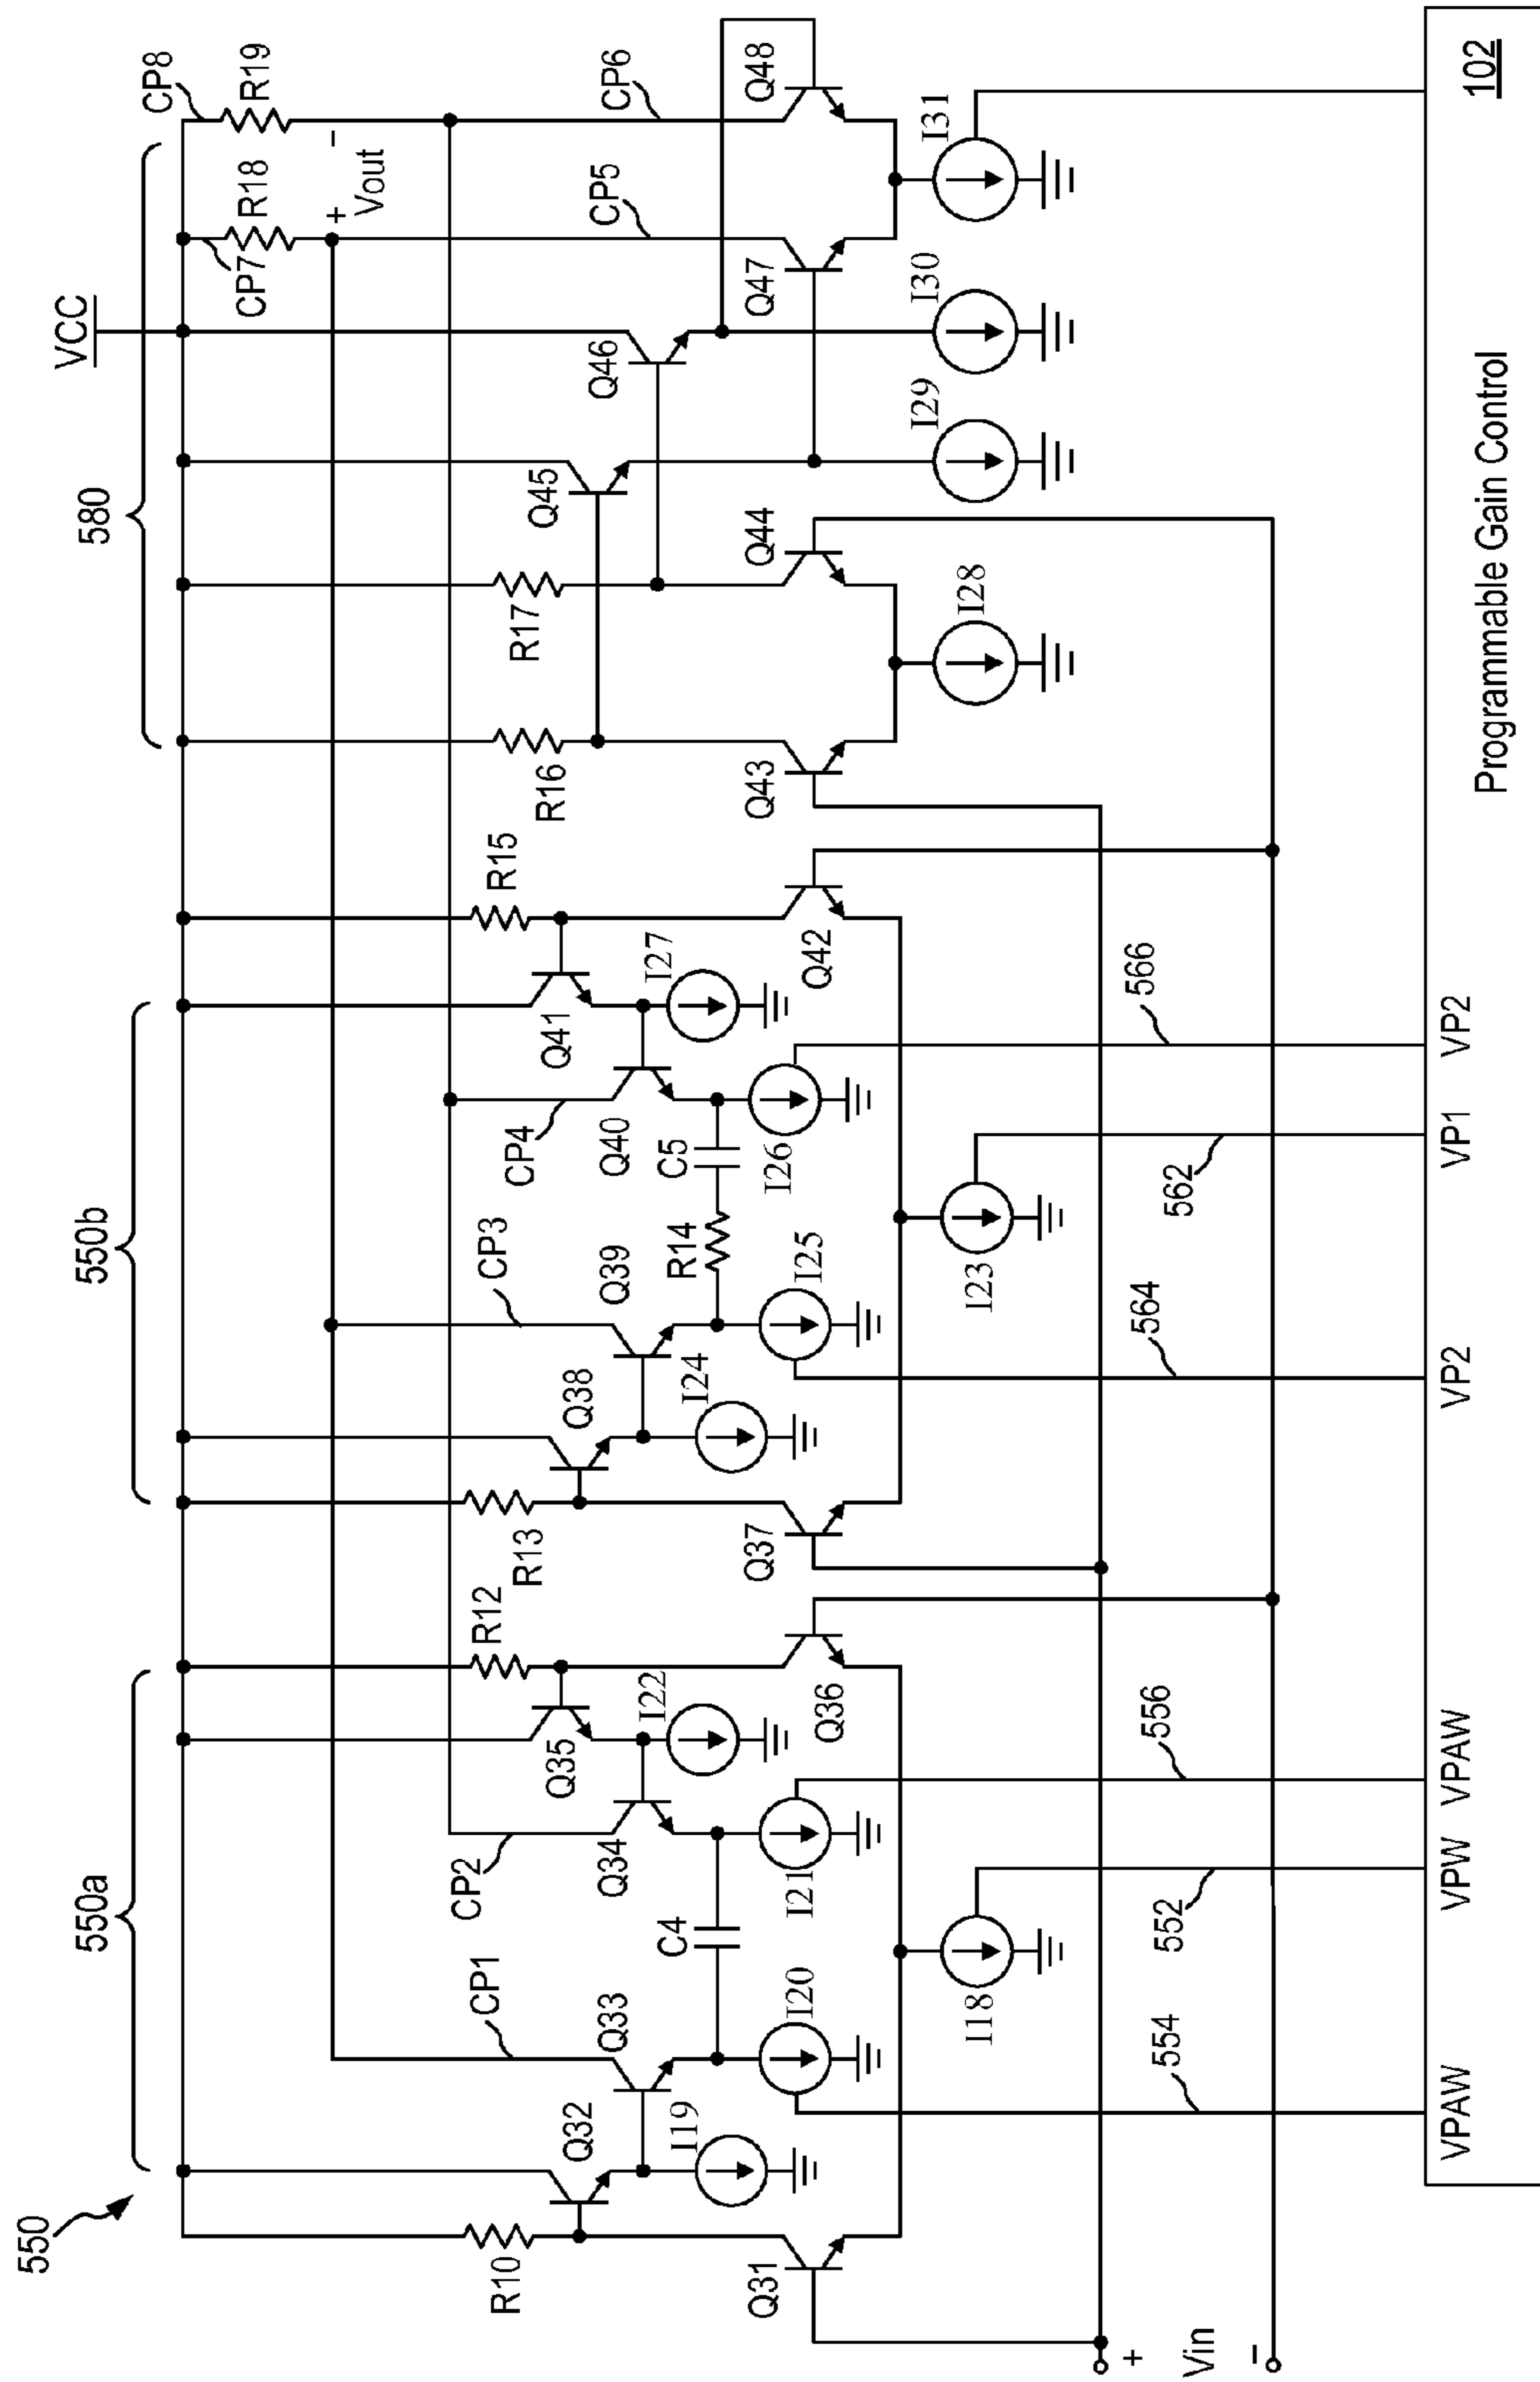 550
550a
550b
580
VCC
CP8
R19
CP7
R18
+
Vout
−
CP1
CP2
CP3
CP4
CP5
CP6
R10
Q32
Q33
I19
I20
C4
Q34
Q35
I21
I22
R12
Q31
Q36
I18
R13
Q38
Q39
I24
I25
R14
C5
Q40
Q41
I26
I27
R15
Q37
Q42
I23
R16
R17
Q45
Q46
Q43
Q44
I28
I29
I30
Q47
Q48
I31
+
Vin
−
554
552
556
564
562
566
VPAW
VPW
VPAW
VP2
VP1
VP2
Programmable Gain Control
102